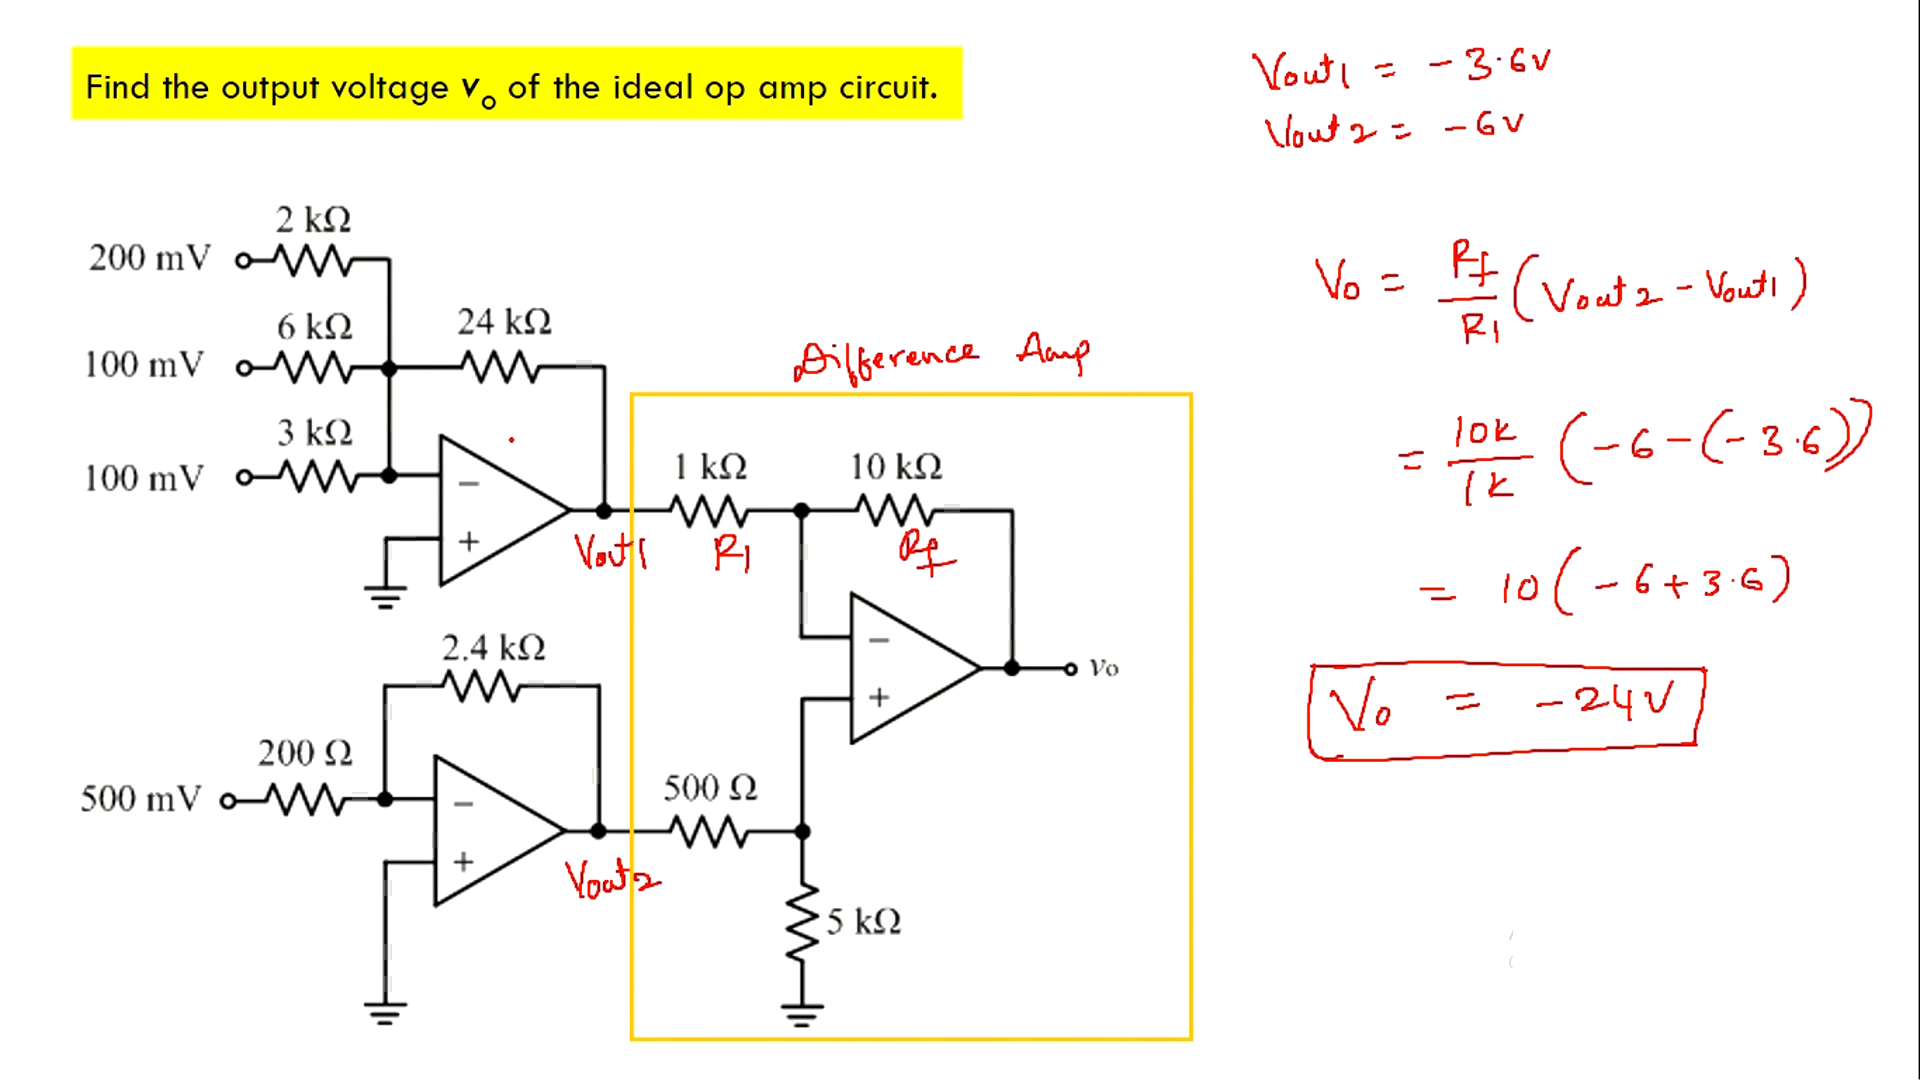 Find the output voltage vₒ of the ideal op amp circuit.
Vout1 = -3.6v
Vout2 = -6v
2 kΩ
200 mV
6 kΩ
24 kΩ
100 mV
3 kΩ
100 mV
−
+
Vout1
Difference Amp
1 kΩ
10 kΩ
R1
Rf
−
+
vo
2.4 kΩ
200 Ω
500 mV
−
+
Vout2
500 Ω
5 kΩ
Vo = Rf/R1 (Vout2 - Vout1)
= 10k/1k (-6-(-3.6))
= 10(-6+3.6)
Vo = -24V